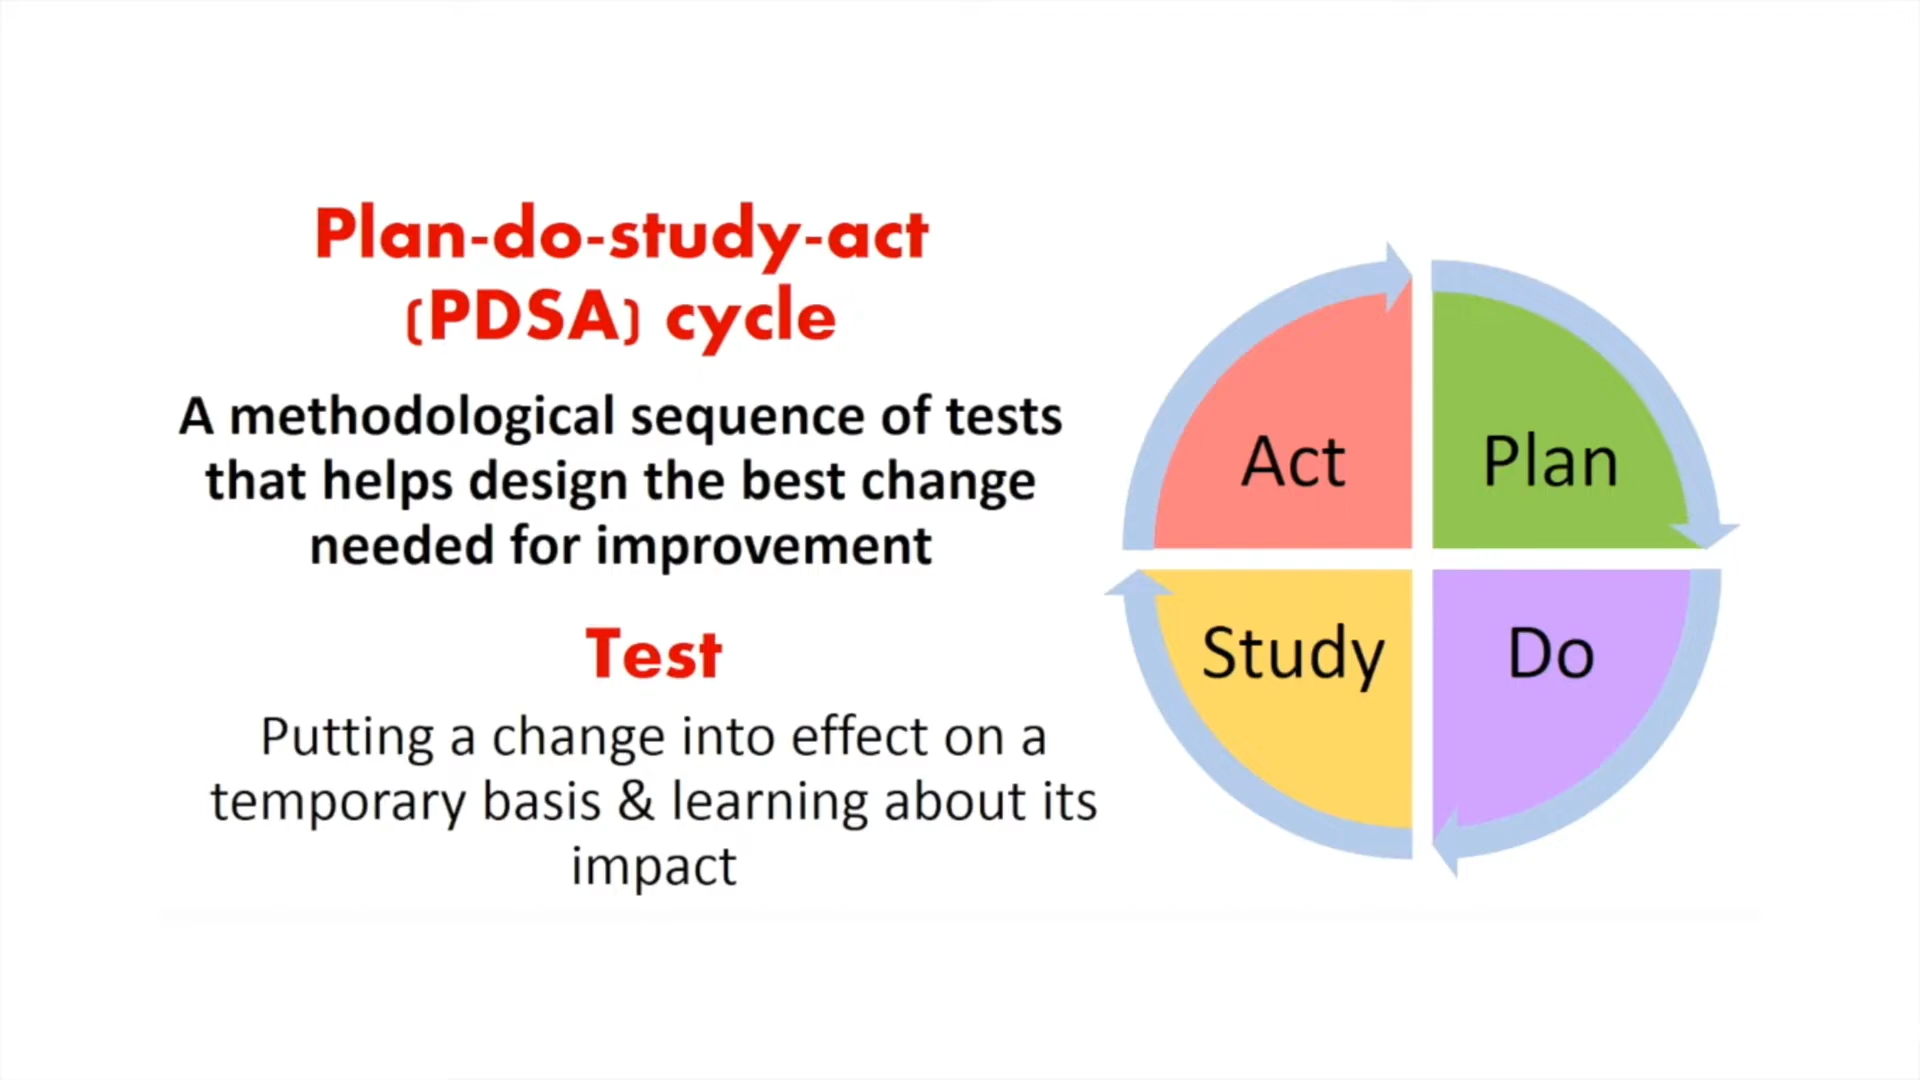 Plan-do-study-act
(PDSA) cycle
A methodological sequence of tests
that helps design the best change
needed for improvement
Test
Putting a change into effect on a
temporary basis & learning about its
impact
Act
Plan
Study
Do